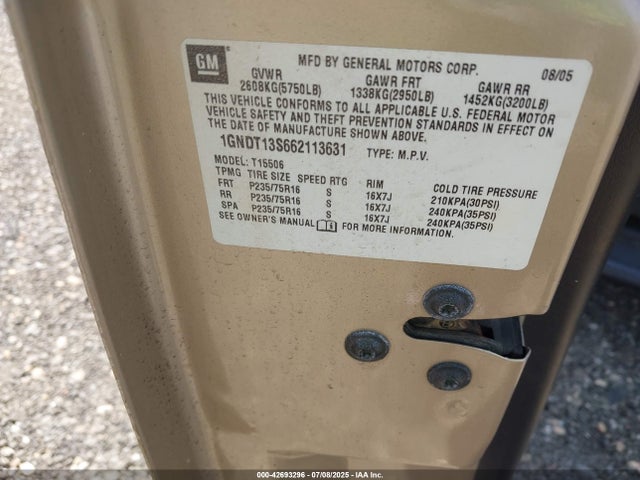 GM
MFD BY GENERAL MOTORS CORP. 08/05
GVWR GAWR FRT GAWR RR
2608KG(5750LB) 1338KG(2950LB) 1452KG(3200LB)
THIS VEHICLE CONFORMS TO ALL APPLICABLE U.S. FEDERAL MOTOR
VEHICLE SAFETY AND THEFT PREVENTION STANDARDS IN EFFECT ON
THE DATE OF MANUFACTURE SHOWN ABOVE.
1GNDT13S662113631 TYPE: M.P.V.
MODEL: T15506
TPMG TIRE SIZE SPEED RTG RIM COLD TIRE PRESSURE
FRT P235/75R16 S 16X7J 210KPA(30PSI)
RR P235/75R16 S 16X7J 240KPA(35PSI)
SPA P235/75R16 S 16X7J 240KPA(35PSI)
SEE OWNER'S MANUAL FOR MORE INFORMATION.
000-42693296 - 07/08/2025 - IAA Inc.